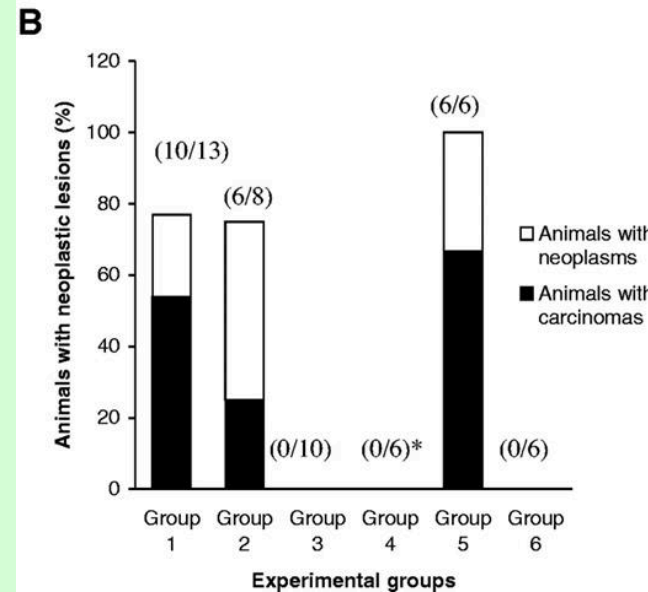 B
120
100
80
60
40
20
0
Animals with neoplastic lesions (%)
(10/13)
(6/8)
(0/10)
(0/6)*
(6/6)
(0/6)
Animals with
neoplasms
Animals with
carcinomas
Group
1
Group
2
Group
3
Group
4
Group
5
Group
6
Experimental groups